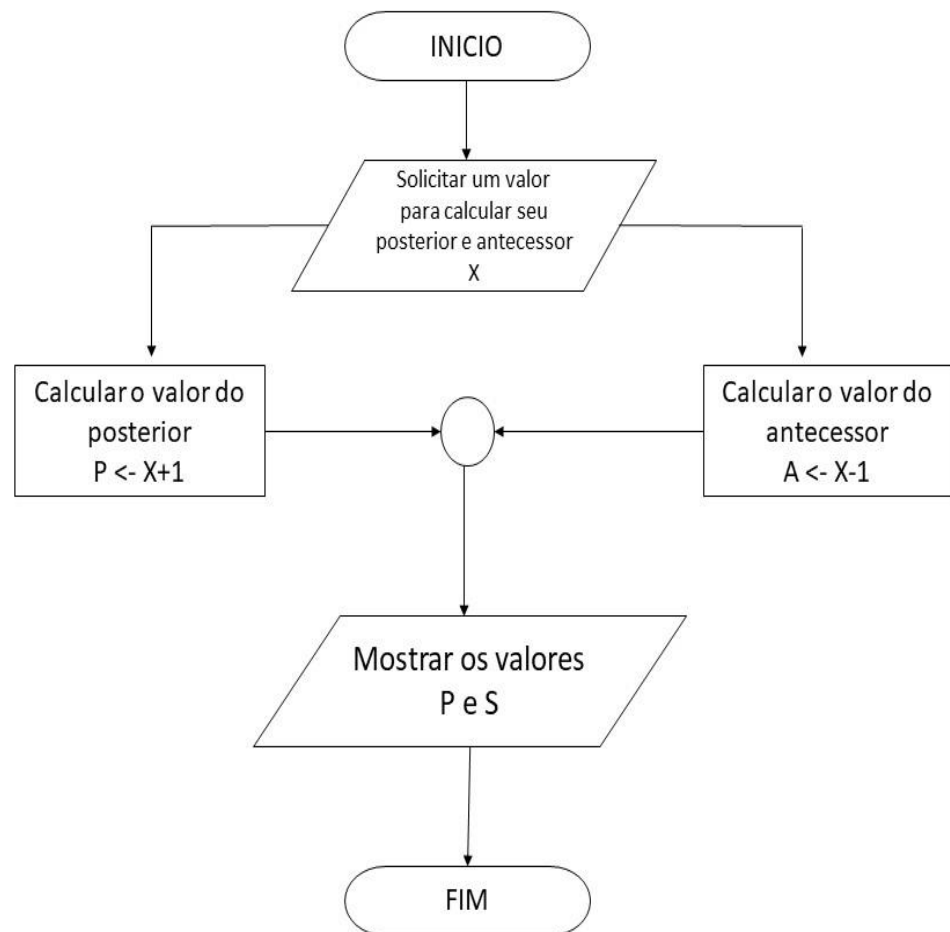 INICIO
Solicitar um valor
para calcular seu
posterior e antecessor
X
Calcular o valor do
posterior
P <- X+1
Calcular o valor do
antecessor
A <- X-1
Mostrar os valores
P e S
FIM